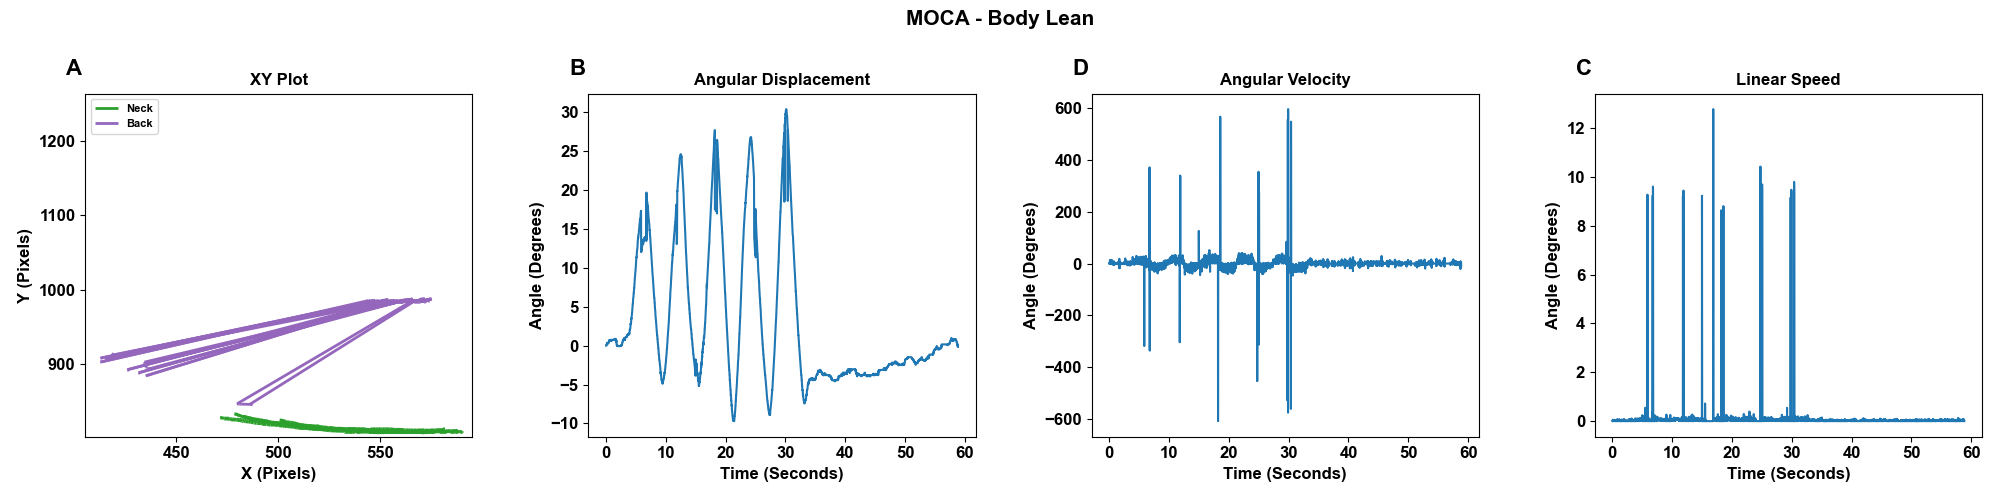 MOCA - Body Lean
A
XY Plot
Neck
Back
1200
1100
1000
900
450 500 550
Y (Pixels)
X (Pixels)
B
Angular Displacement
30
25
20
15
10
5
0
−5
−10
0 10 20 30 40 50 60
Angle (Degrees)
Time (Seconds)
D
Angular Velocity
600
400
200
0
−200
−400
−600
0 10 20 30 40 50 60
Angle (Degrees)
Time (Seconds)
C
Linear Speed
12
10
8
6
4
2
0
0 10 20 30 40 50 60
Angle (Degrees)
Time (Seconds)